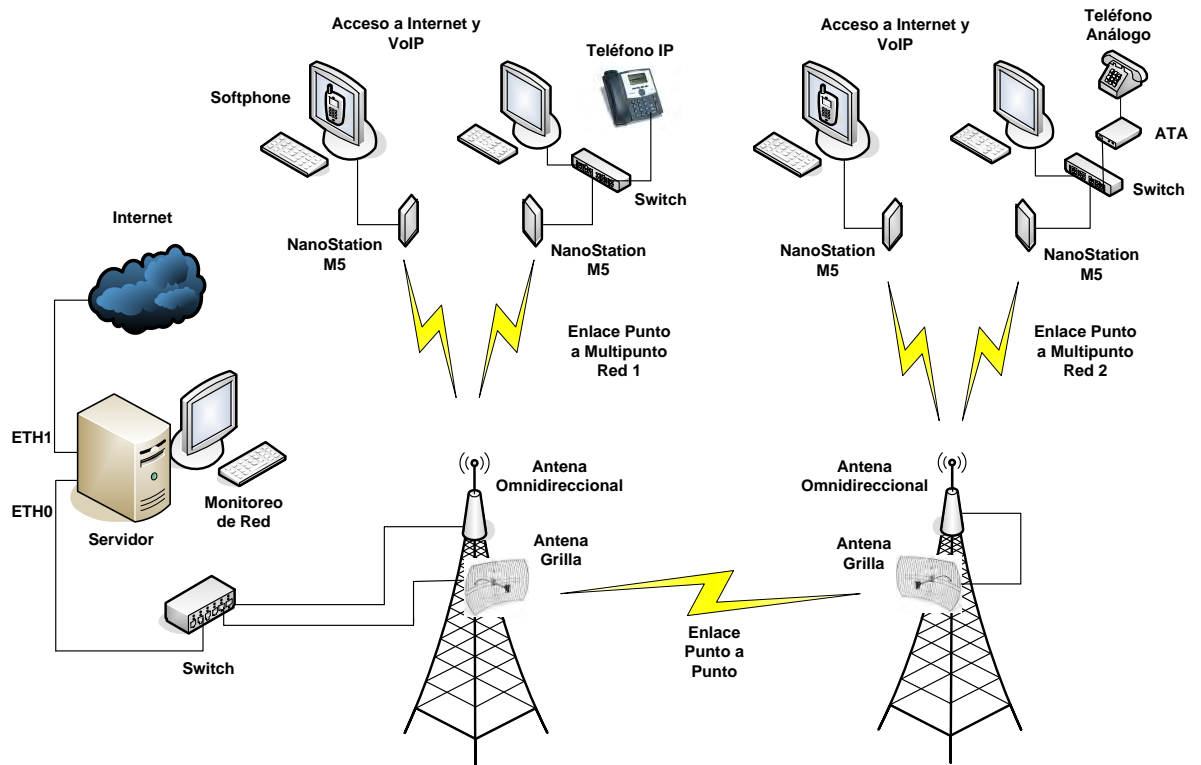 Acceso a Internet y
VoIP
Softphone
Teléfono IP
Switch
NanoStation
M5
NanoStation
M5
Enlace Punto
a Multipunto
Red 1
Acceso a Internet y
VoIP
Teléfono
Análogo
ATA
Switch
NanoStation
M5
NanoStation
M5
Enlace Punto
a Multipunto
Red 2
Internet
ETH1
ETH0
Servidor
Monitoreo
de Red
Switch
Antena
Omnidireccional
Antena
Grilla
Enlace
Punto a
Punto
Antena
Omnidireccional
Antena
Grilla